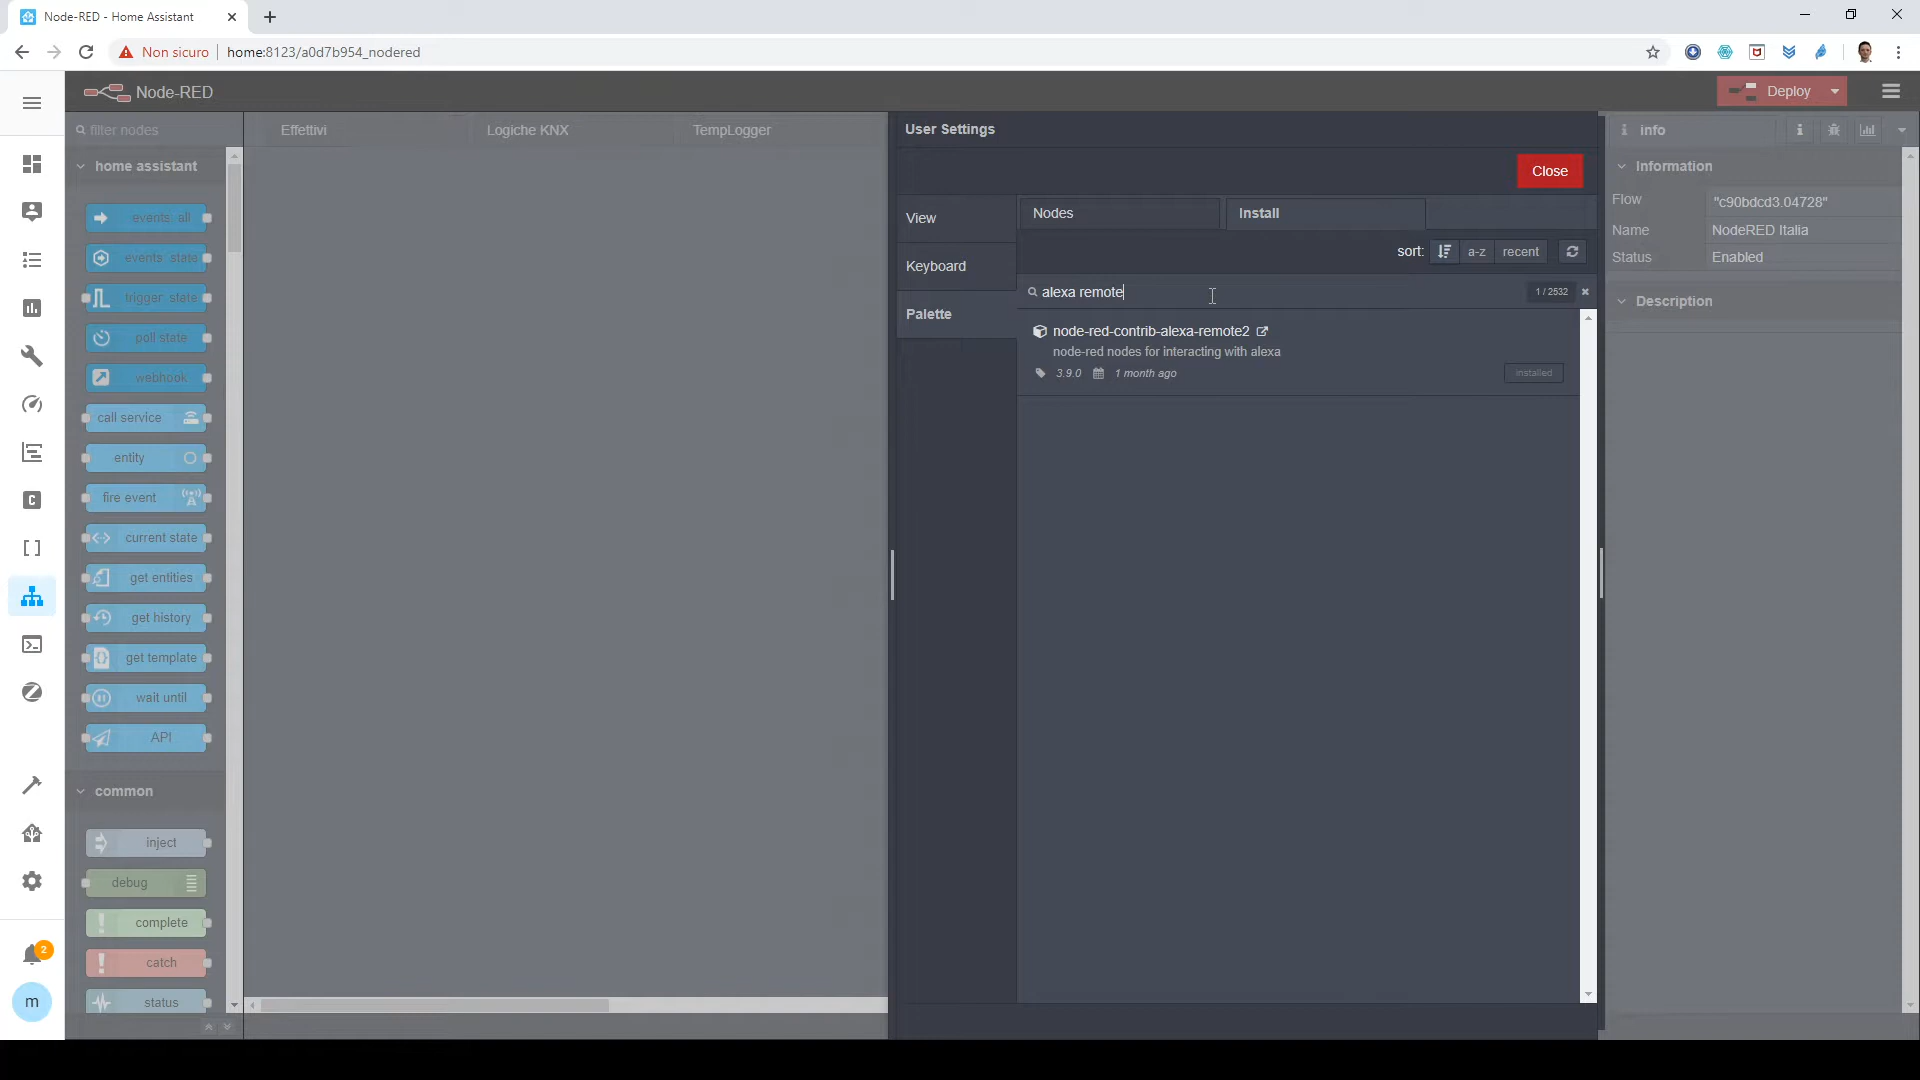 Node-RED - Home Assistant
Non sicuro
home:8123/a0d7b954_nodered
Node-RED
Deploy
filter nodes
Effettivi
Logiche KNX
TempLogger
User Settings
info
home assistant
Close
Information
events: all
events: state
trigger: state
poll state
webhook
call service
entity
fire event
current state
get entities
get history
get template
wait until
API
common
inject
debug
complete
catch
status
View
Keyboard
Palette
Nodes
Install
sort:
a-z
recent
alexa remote
1 / 2532
node-red-contrib-alexa-remote2
node-red nodes for interacting with alexa
3.9.0
1 month ago
installed
Flow
"c90bdcd3.04728"
Name
NodeRED Italia
Status
Enabled
Description
2
m